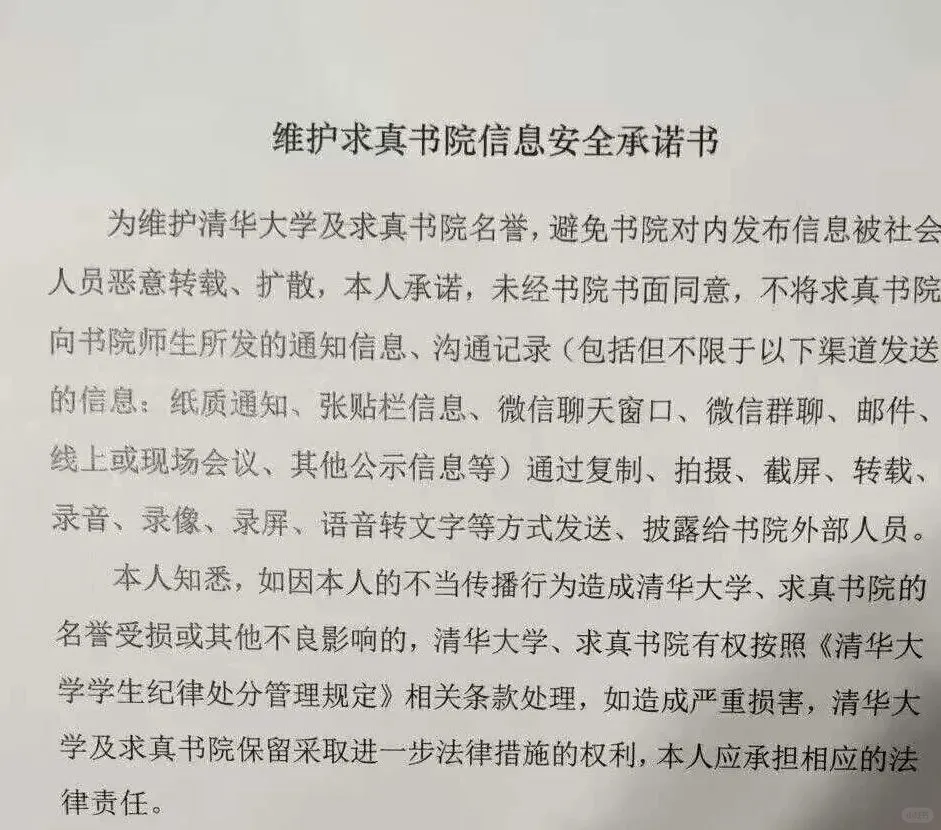 维护求真书院信息安全承诺书
为维护清华大学及求真书院名誉，避免书院对内发布信息被社会
人员恶意转载、扩散，本人承诺，未经书院书面同意，不将求真书院
向书院师生所发的通知信息、沟通记录（包括但不限于以下渠道发送
的信息：纸质通知、张贴栏信息、微信聊天窗口、微信群聊、邮件、
线上或现场会议、其他公示信息等）通过复制、拍摄、截屏、转载、
录音、录像、录屏、语音转文字等方式发送、披露给书院外部人员。
本人知悉，如因本人的不当传播行为造成清华大学、求真书院的
名誉受损或其他不良影响的，清华大学、求真书院有权按照《清华大
学学生纪律处分管理规定》相关条款处理，如造成严重损害，清华大
学及求真书院保留采取进一步法律措施的权利，本人应承担相应的法
律责任。